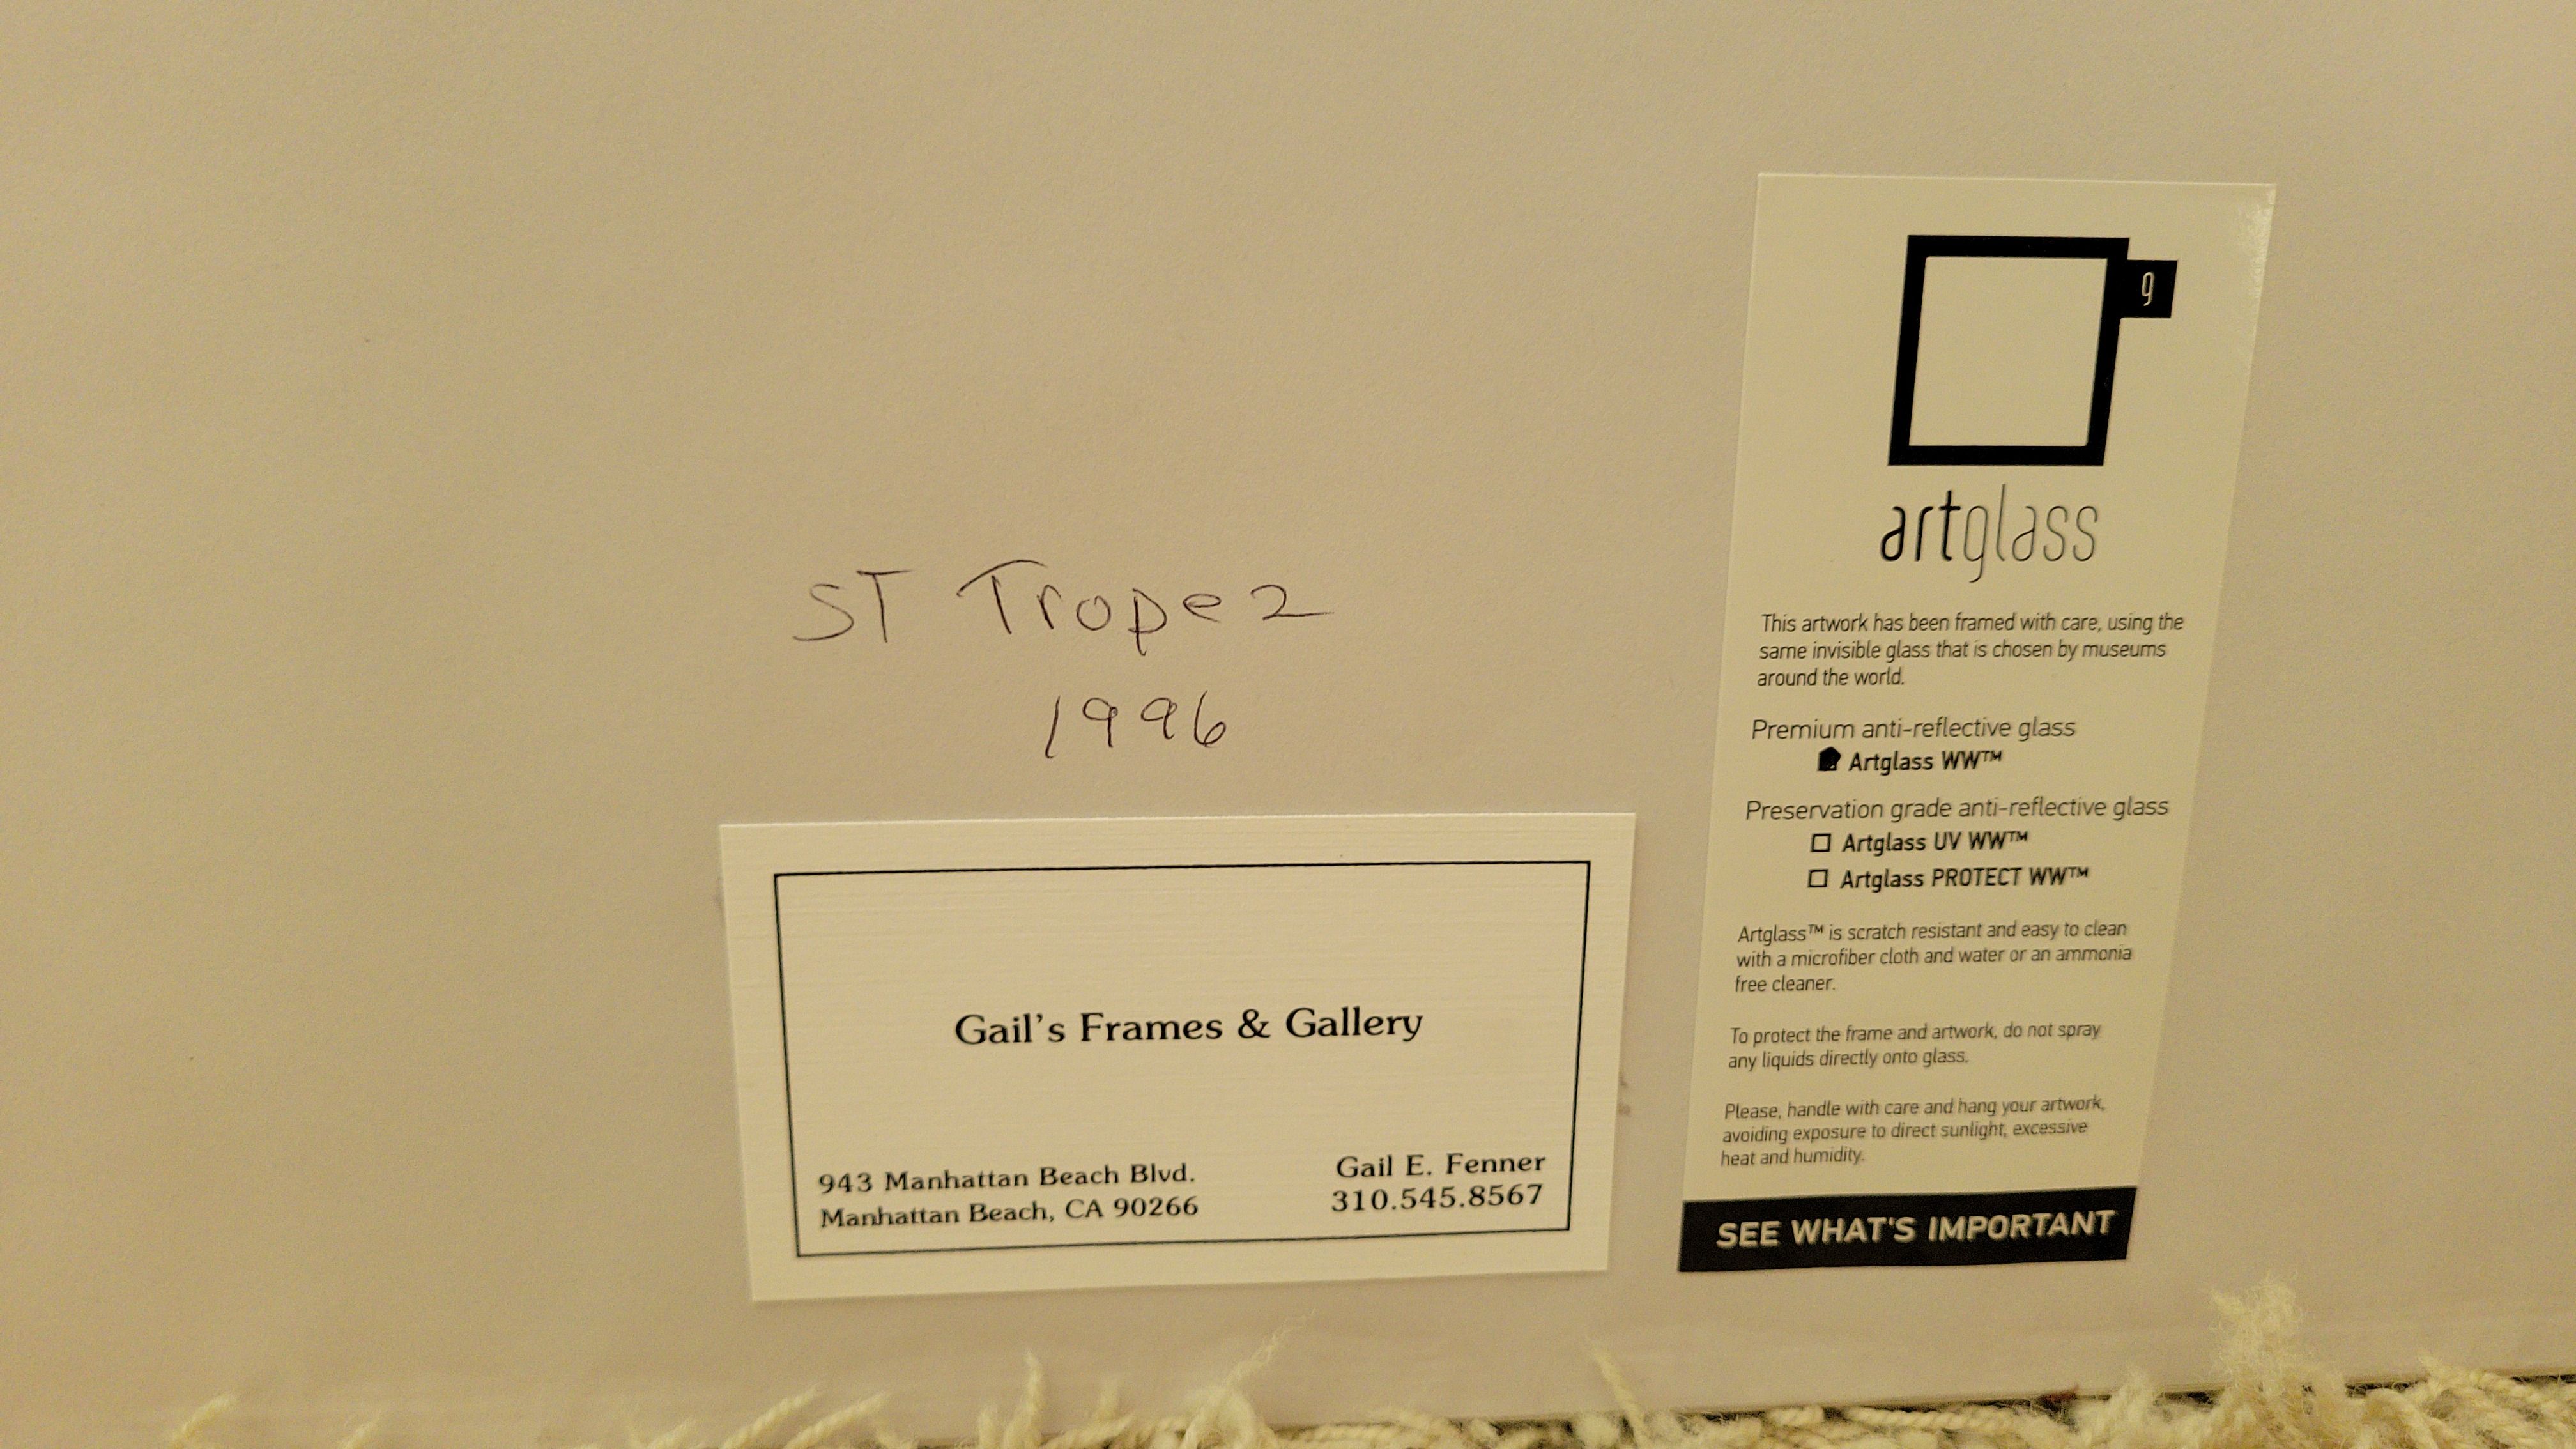 ST Tropez
1996
Gail's Frames & Gallery
943 Manhattan Beach Blvd.
Manhattan Beach, CA 90266
Gail E. Fenner
310.545.8567
g
artglass
This artwork has been framed with care, using the
same invisible glass that is chosen by museums
around the world.
Premium anti-reflective glass
Artglass WW™
Preservation grade anti-reflective glass
Artglass UV WW™
Artglass PROTECT WW™
Artglass™ is scratch resistant and easy to clean
with a microfiber cloth and water or an ammonia
free cleaner.
To protect the frame and artwork, do not spray
any liquids directly onto glass.
Please, handle with care and hang your artwork,
avoiding exposure to direct sunlight, excessive
heat and humidity.
SEE WHAT'S IMPORTANT